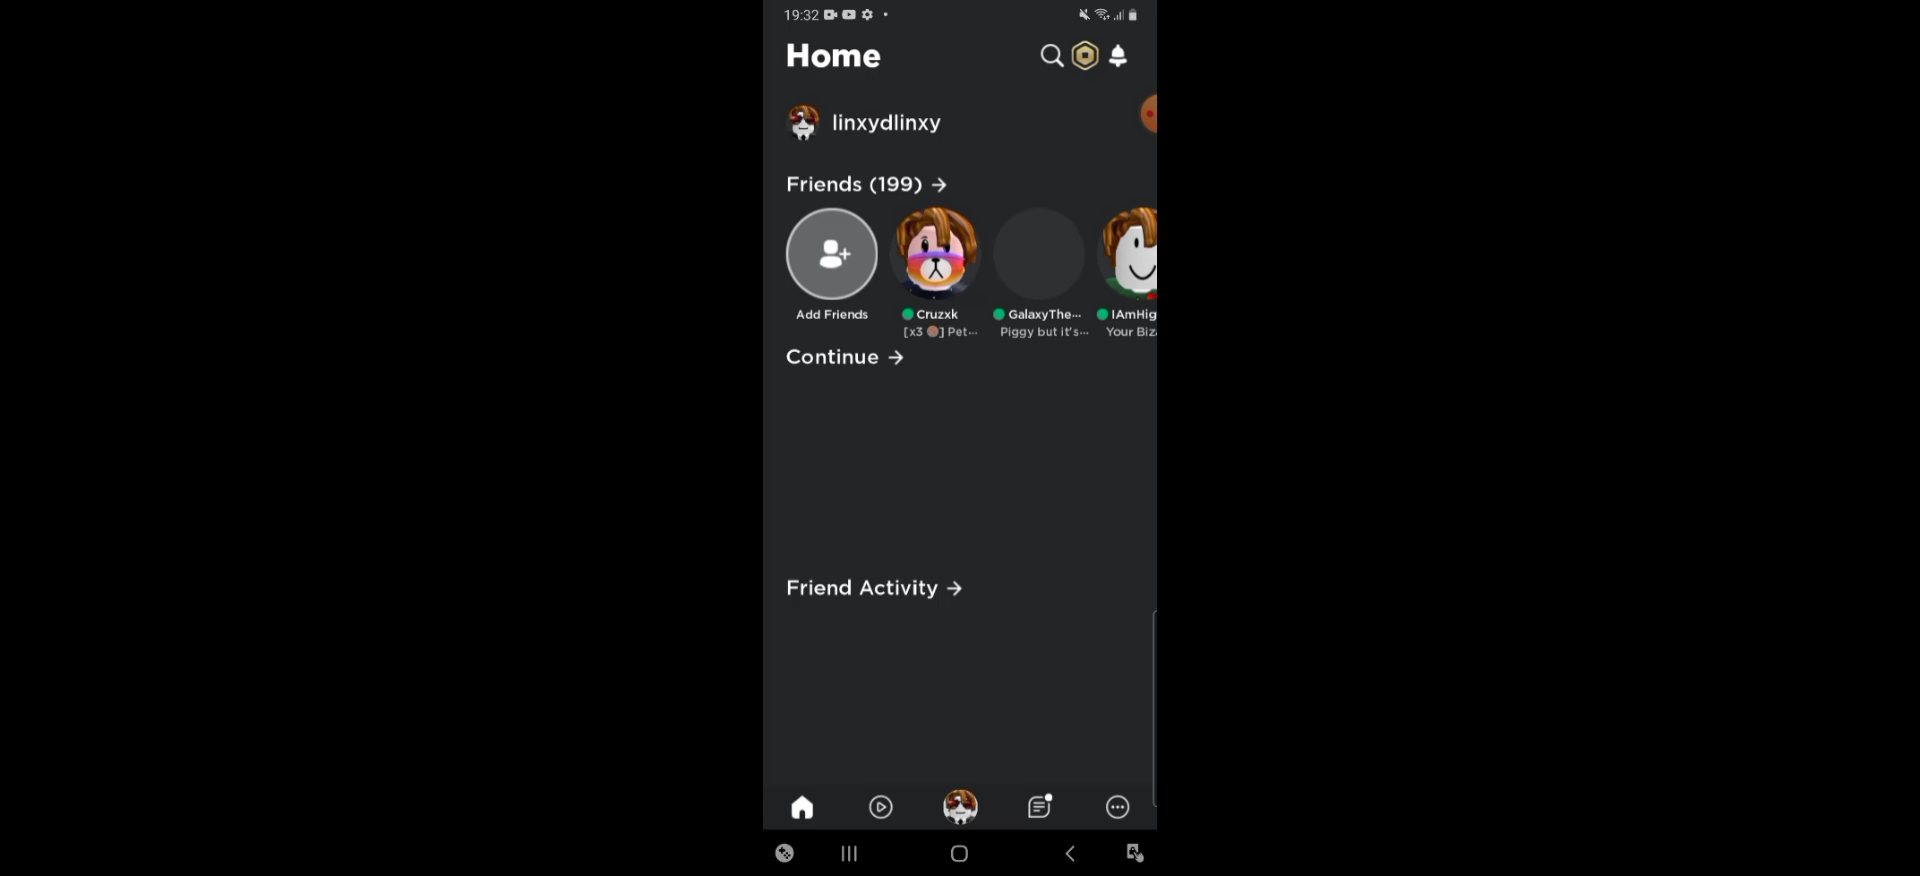 19:32
Home
linxydlinxy
Friends (199) →
Add Friends
Cruzxk
[x3 ] Pet...
GalaxyThe...
Piggy but it's...
IAmHig
Your Biz
Continue →
Friend Activity →